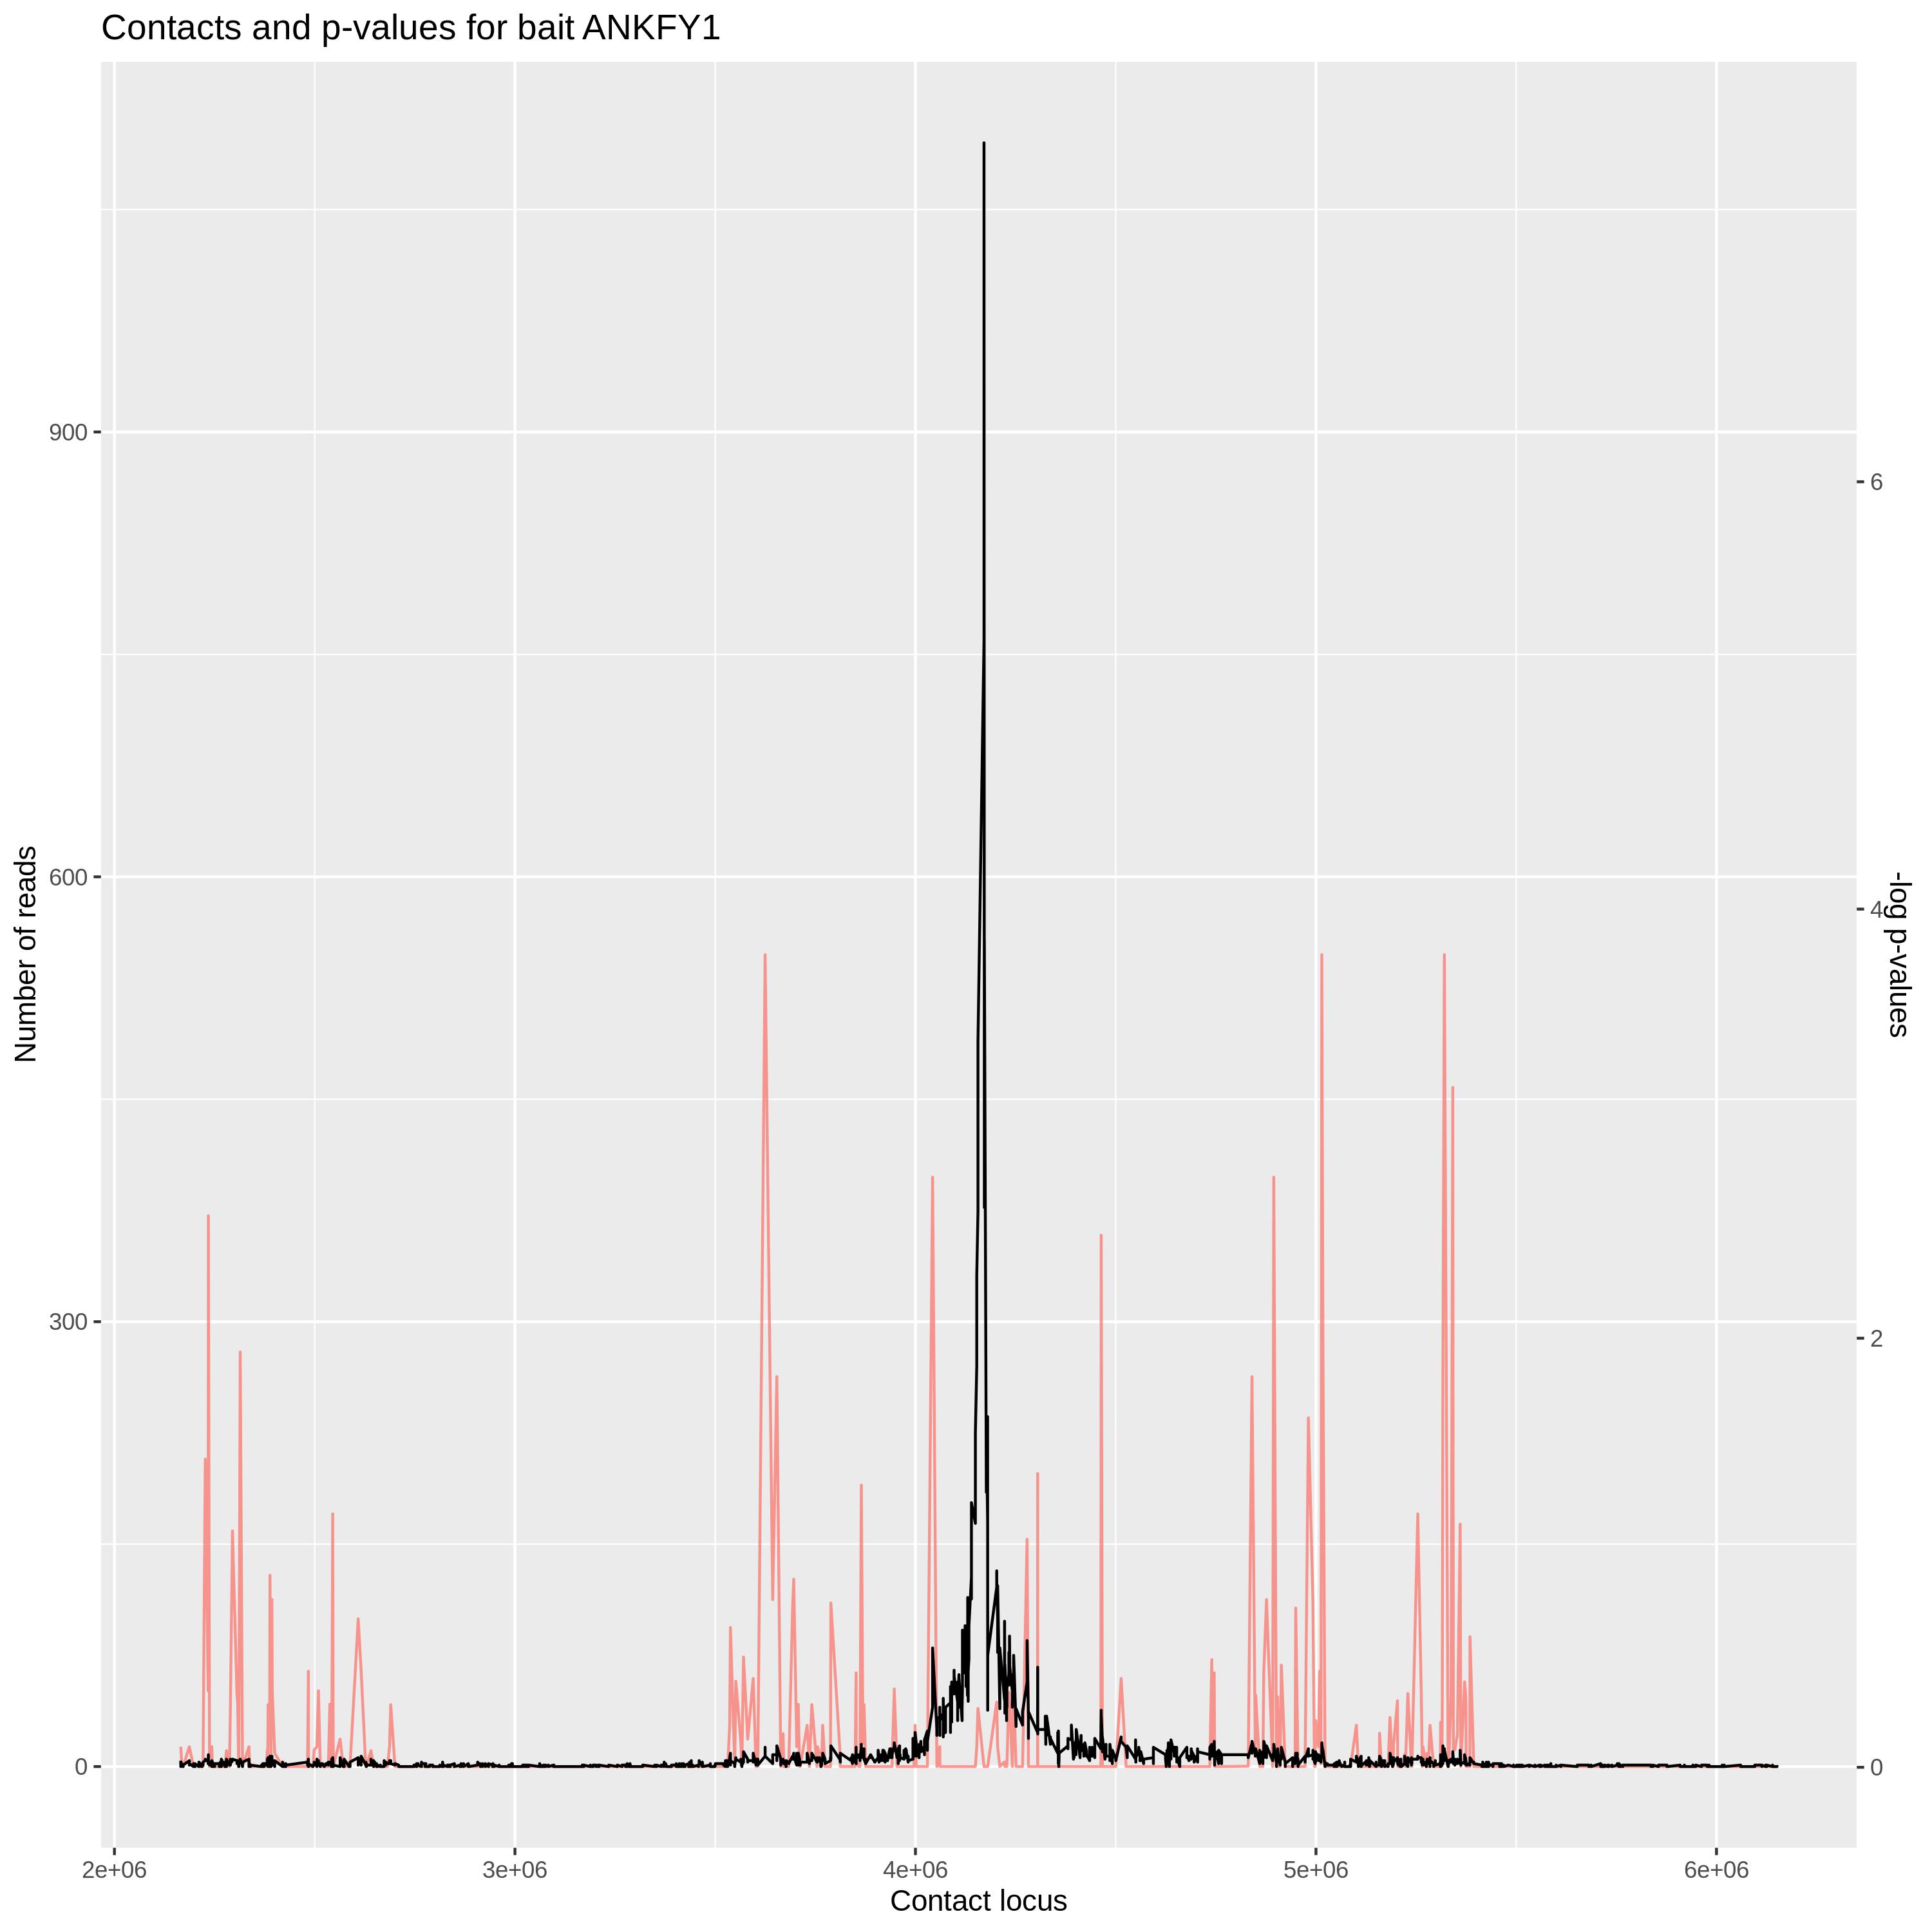 Contacts and p-values for bait ANKFY1
900
600
300
0
Number of reads
6
4
2
0
-log p-values
2e+06 3e+06 4e+06 5e+06 6e+06
Contact locus